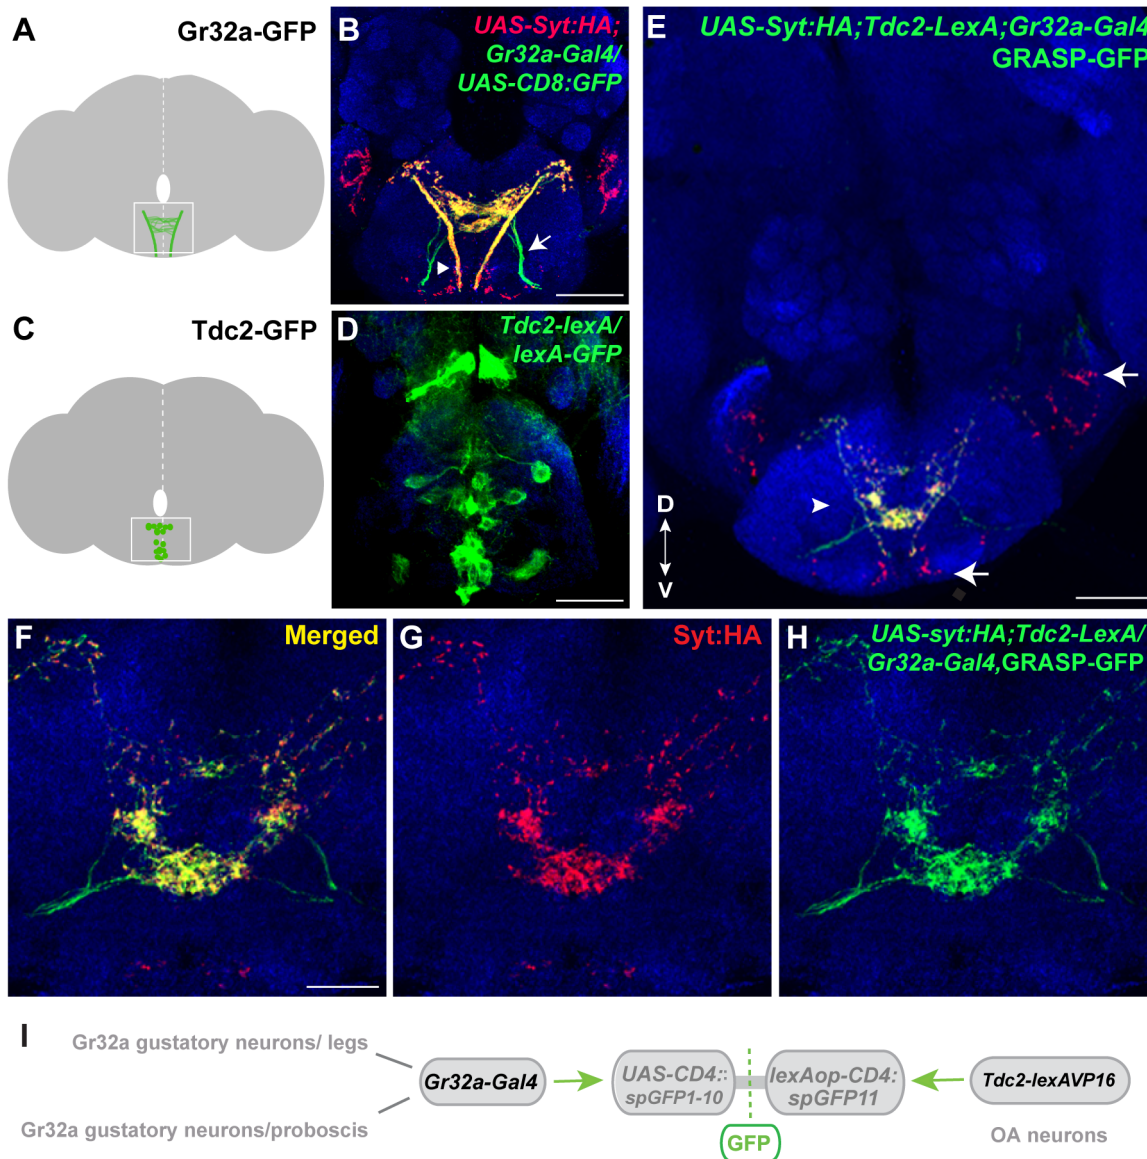 A
Gr32a-GFP
B
UAS-Syt:HA;
Gr32a-Gal4/
UAS-CD8:GFP
E
UAS-Syt:HA;Tdc2-LexA;Gr32a-Gal4
GRASP-GFP
C
Tdc2-GFP
D
Tdc2-lexA/
lexA-GFP
D
V
F
Merged
G
Syt:HA
H
UAS-syt:HA;Tdc2-LexA/
Gr32a-Gal4,GRASP-GFP
I
Gr32a gustatory neurons/ legs
Gr32a gustatory neurons/proboscis
Gr32a-Gal4
UAS-CD4::
spGFP1-10
lexAop-CD4:
spGFP11
Tdc2-lexAVP16
GFP
OA neurons